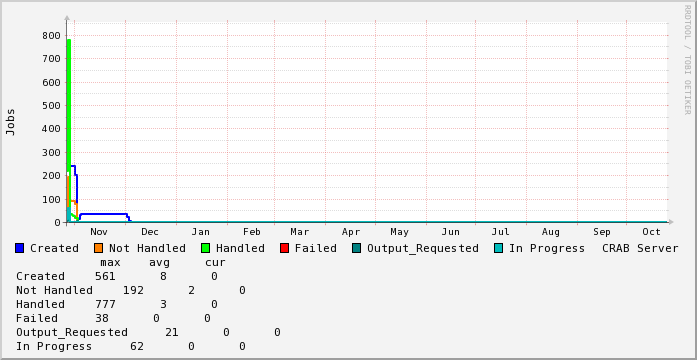 RRDTOOL / TOBI OETIKER
Jobs
800
700
600
500
400
300
200
100
0
Nov Dec Jan Feb Mar Apr May Jun Jul Aug Sep Oct
Created Not Handled Handled Failed Output_Requested In Progress CRAB Server
max avg cur
Created 561 8 0
Not Handled 192 2 0
Handled 777 3 0
Failed 38 0 0
Output_Requested 21 0 0
In Progress 62 0 0